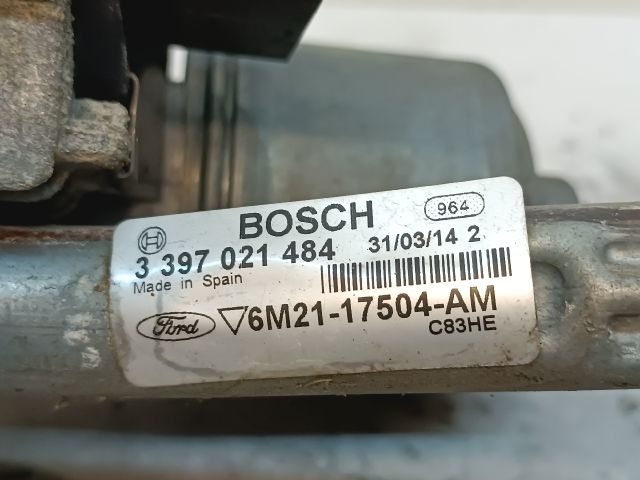 BOSCH 964
3 397 021 484 31/03/14 2
Made in Spain
Ford 6M21-17504-AM
C83HE